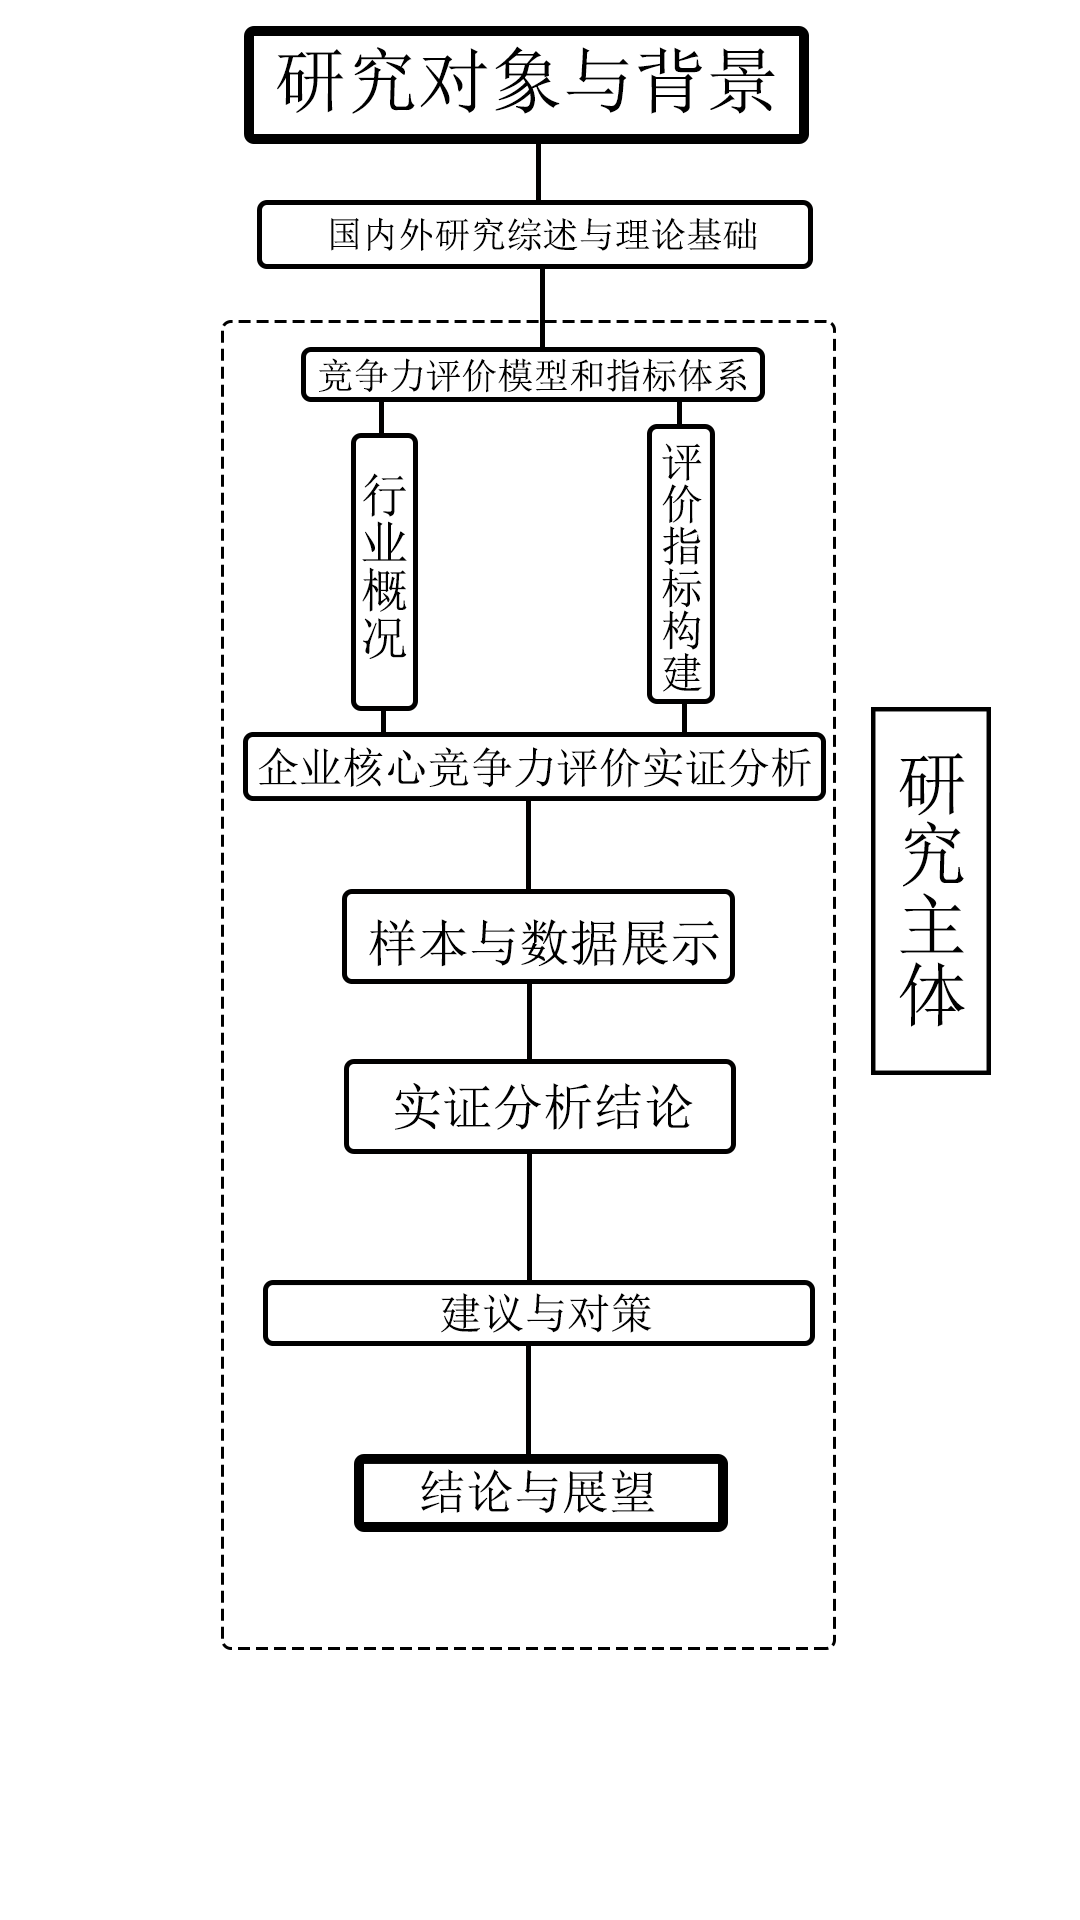 研究对象与背景
国内外研究综述与理论基础
竞争力评价模型和指标体系
行业概况
评价指标构建
企业核心竞争力评价实证分析
样本与数据展示
实证分析结论
建议与对策
结论与展望
研究主体